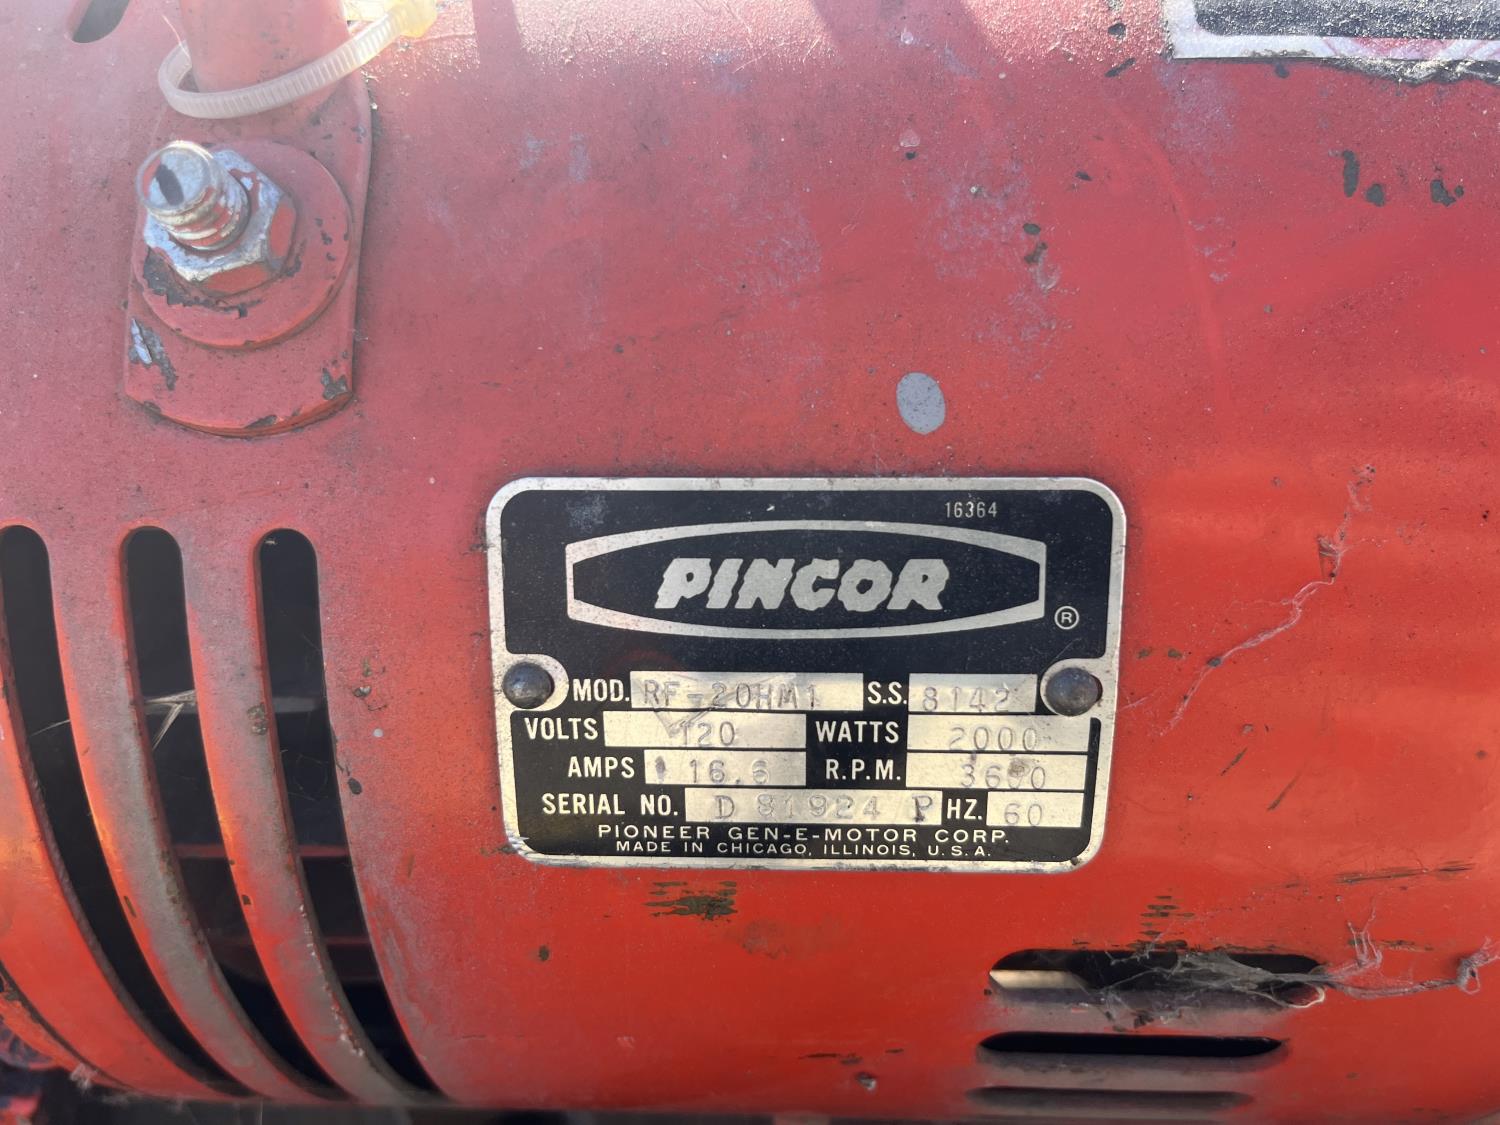 16364
PINCOR ®
MOD. RF-20HM1 S.S. 8142
VOLTS 120 WATTS 2000
AMPS 16.6 R.P.M. 3600
SERIAL NO. D 81924 P HZ. 60
PIONEER GEN-E-MOTOR CORP.
MADE IN CHICAGO, ILLINOIS, U.S.A.